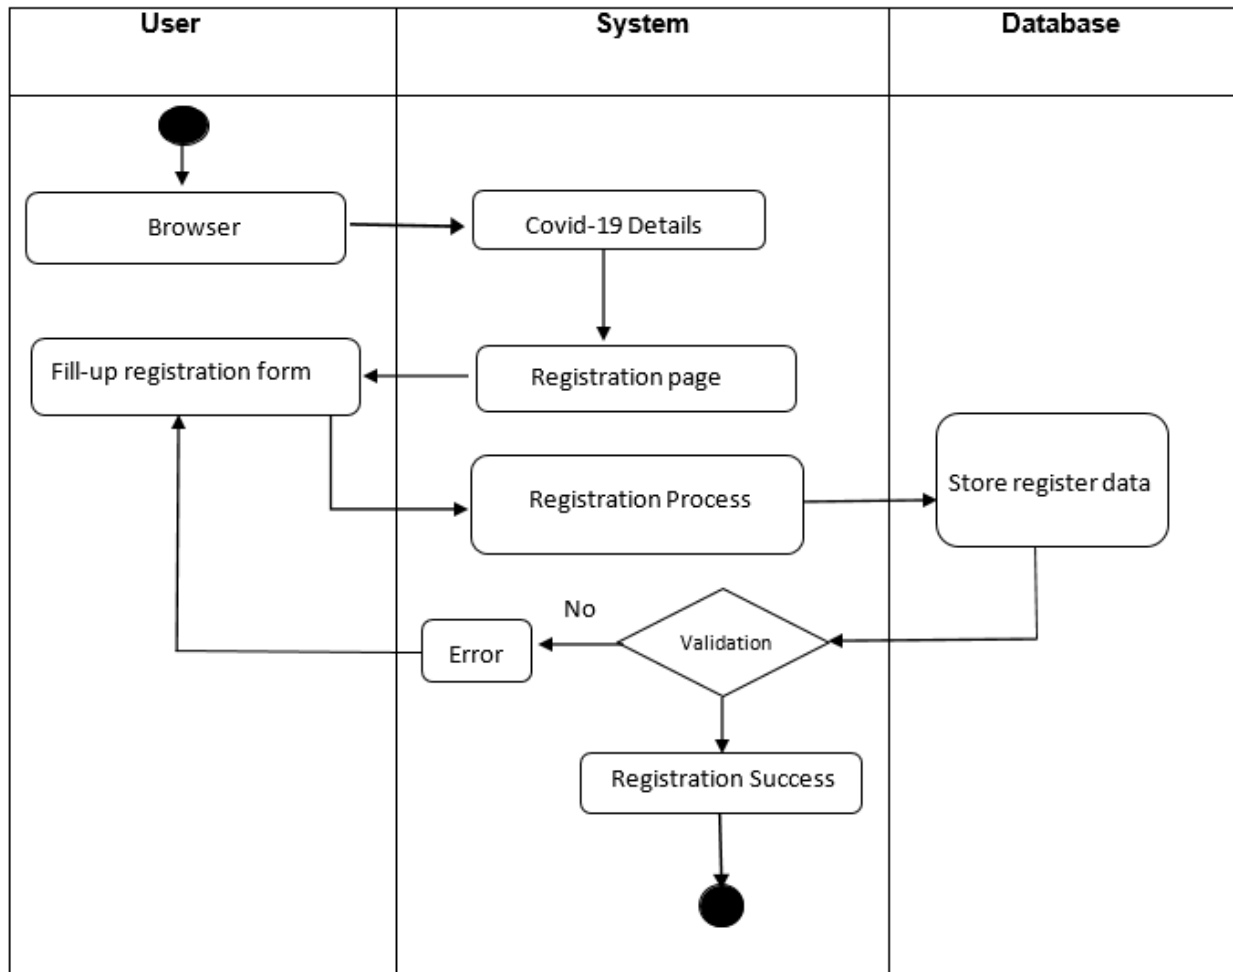 User
System
Database
Browser
Covid-19 Details
Fill-up registration form
Registration page
Registration Process
Store register data
No
Validation
Error
Registration Success